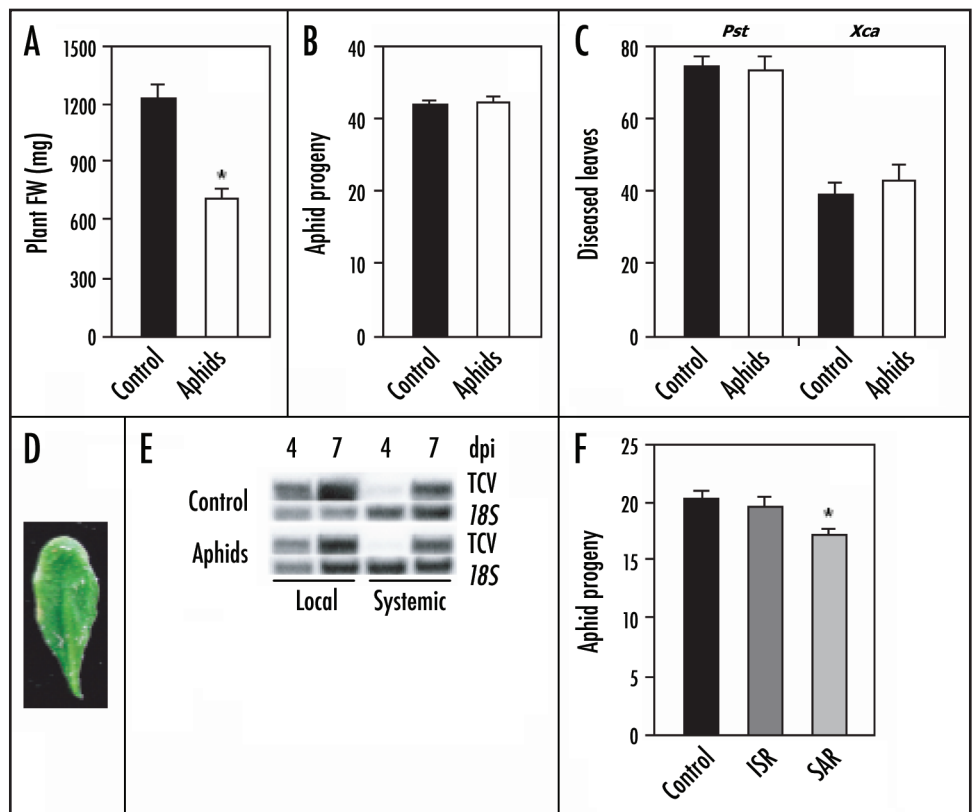 A
Plant FW (mg)
1500
1200
900
600
300
0
*
Control
Aphids
B
Aphid progeny
40
40
20
10
0
Control
Aphids
C
Pst
Xca
Diseased leaves
80
60
40
20
0
Control
Aphids
Control
Aphids
D
E
4 7 4 7 dpi
Control
TCV
18S
Aphids
TCV
18S
Local Systemic
F
Aphid progeny
25
20
15
10
5
0
*
Control
ISR
SAR